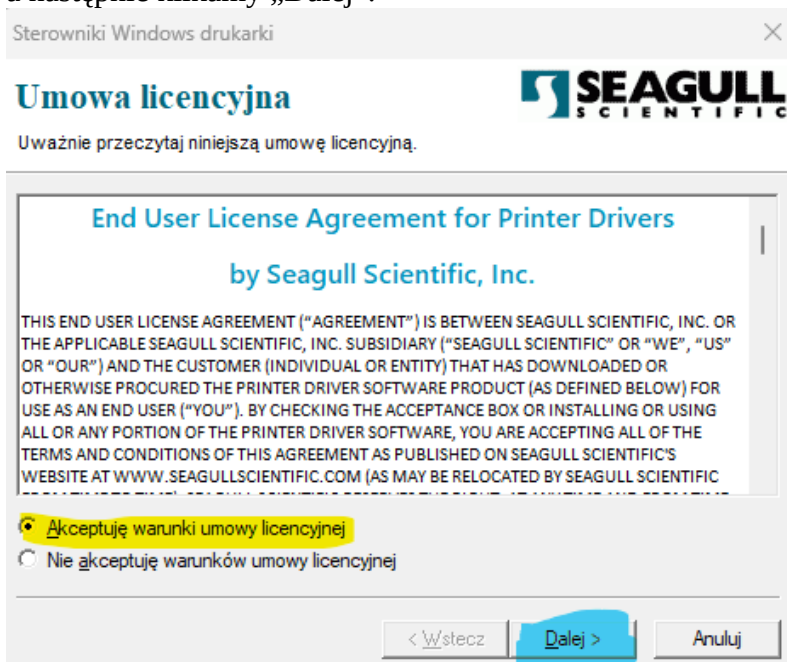 Sterowniki Windows drukarki
Umowa licencyjna
SEAGULL
SCIENTIFIC
Uważnie przeczytaj niniejszą umowę licencyjną.
End User License Agreement for Printer Drivers
by Seagull Scientific, Inc.
THIS END USER LICENSE AGREEMENT (“AGREEMENT”) IS BETWEEN SEAGULL SCIENTIFIC, INC. OR
THE APPLICABLE SEAGULL SCIENTIFIC, INC. SUBSIDIARY (“SEAGULL SCIENTIFIC” OR “WE”, “US”
OR “OUR”) AND THE CUSTOMER (INDIVIDUAL OR ENTITY) THAT HAS DOWNLOADED OR
OTHERWISE PROCURED THE PRINTER DRIVER SOFTWARE PRODUCT (AS DEFINED BELOW) FOR
USE AS AN END USER (“YOU”). BY CHECKING THE ACCEPTANCE BOX OR INSTALLING OR USING
ALL OR ANY PORTION OF THE PRINTER DRIVER SOFTWARE, YOU ARE ACCEPTING ALL OF THE
TERMS AND CONDITIONS OF THIS AGREEMENT AS PUBLISHED ON SEAGULL SCIENTIFIC'S
WEBSITE AT WWW.SEAGULLSCIENTIFIC.COM (AS MAY BE RELOCATED BY SEAGULL SCIENTIFIC
Akceptuję warunki umowy licencyjnej
Nie akceptuję warunków umowy licencyjnej
< Wstecz
Dalej >
Anuluj